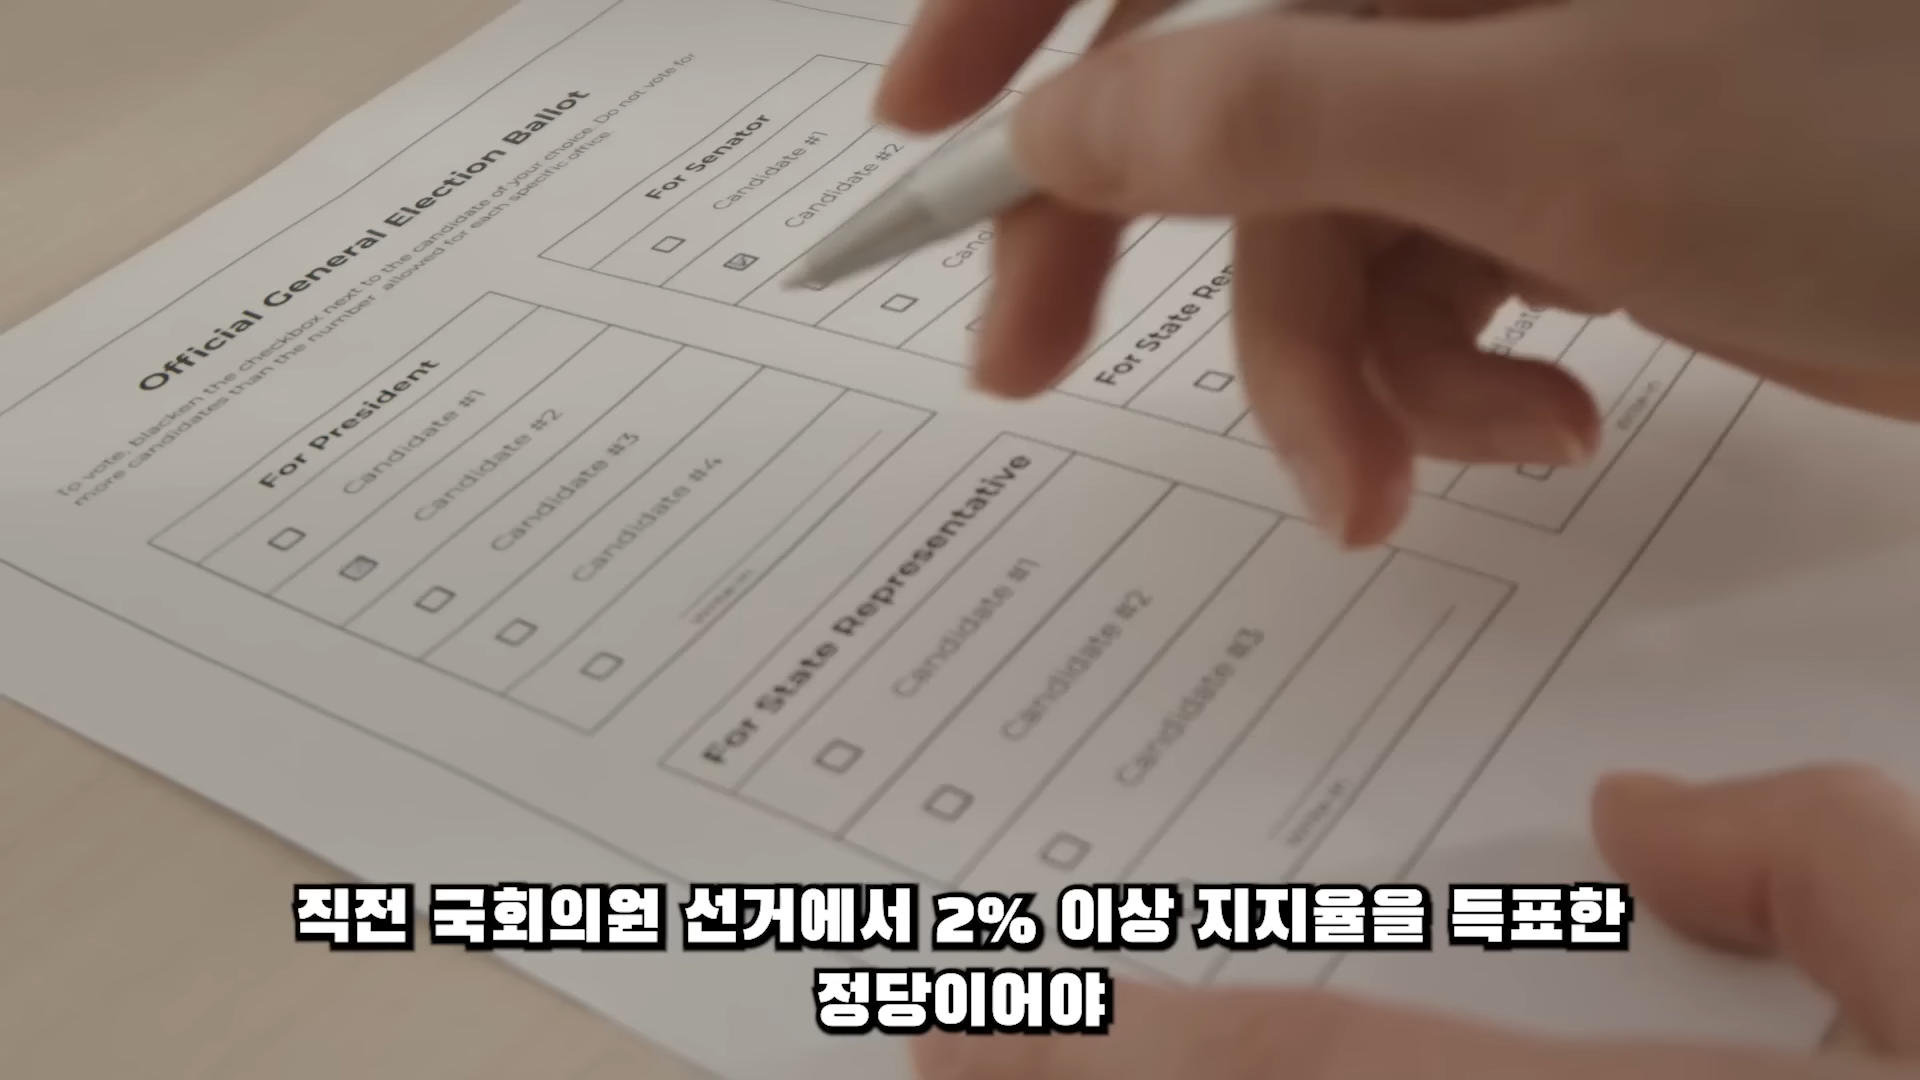 Official General Election Ballot
To vote, blacken the checkbox next to the candidate of your choice. Do not vote for
more candidates than the number allowed for each specific office.
For President
Candidate #1
Candidate #2
Candidate #3
Candidate #4
For Senator
Candidate #1
Candidate #2
For State Representative
Candidate #1
Candidate #2
Candidate #3
For State
직전 국회의원 선거에서 2% 이상 지지율을 득표한
정당이어야